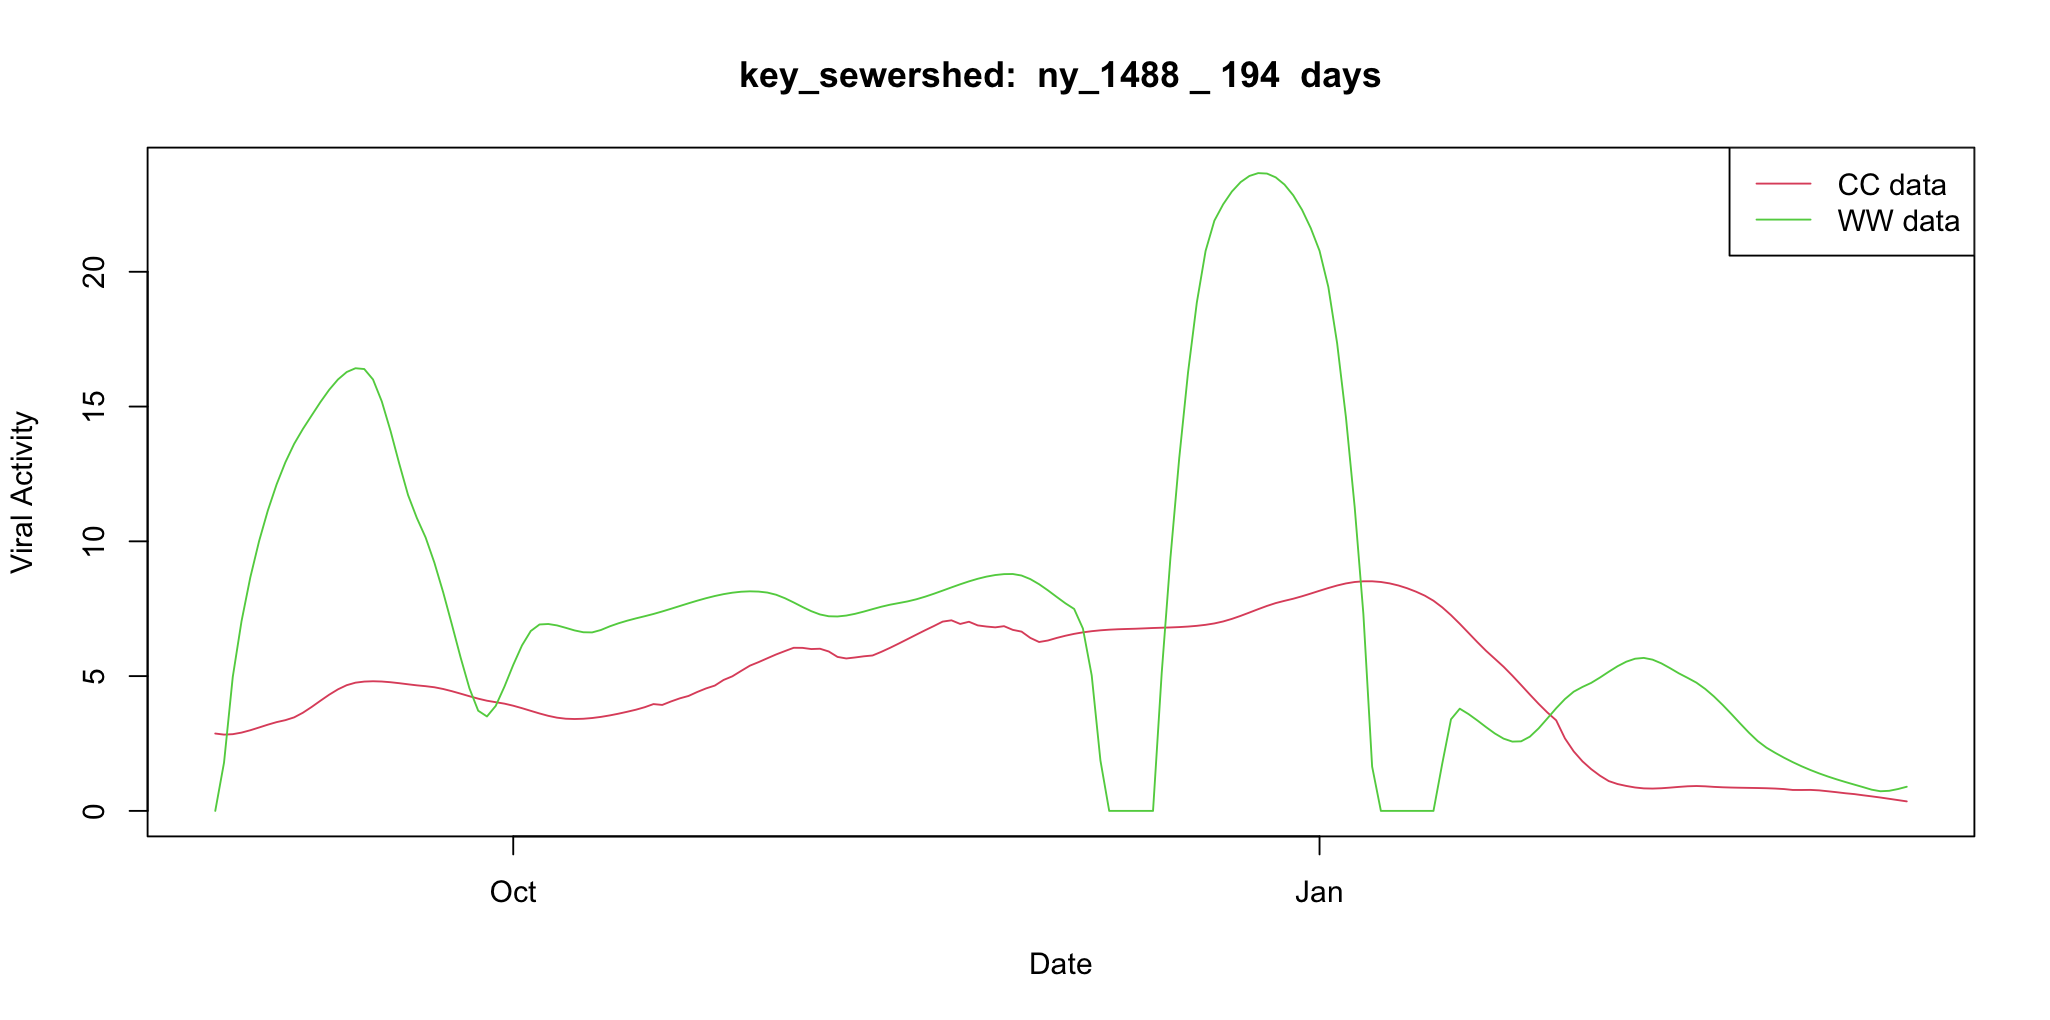 key_sewershed:  ny_1488 _ 194  days
CC data
WW data
Viral Activity
20
15
10
5
0
Oct
Jan
Date